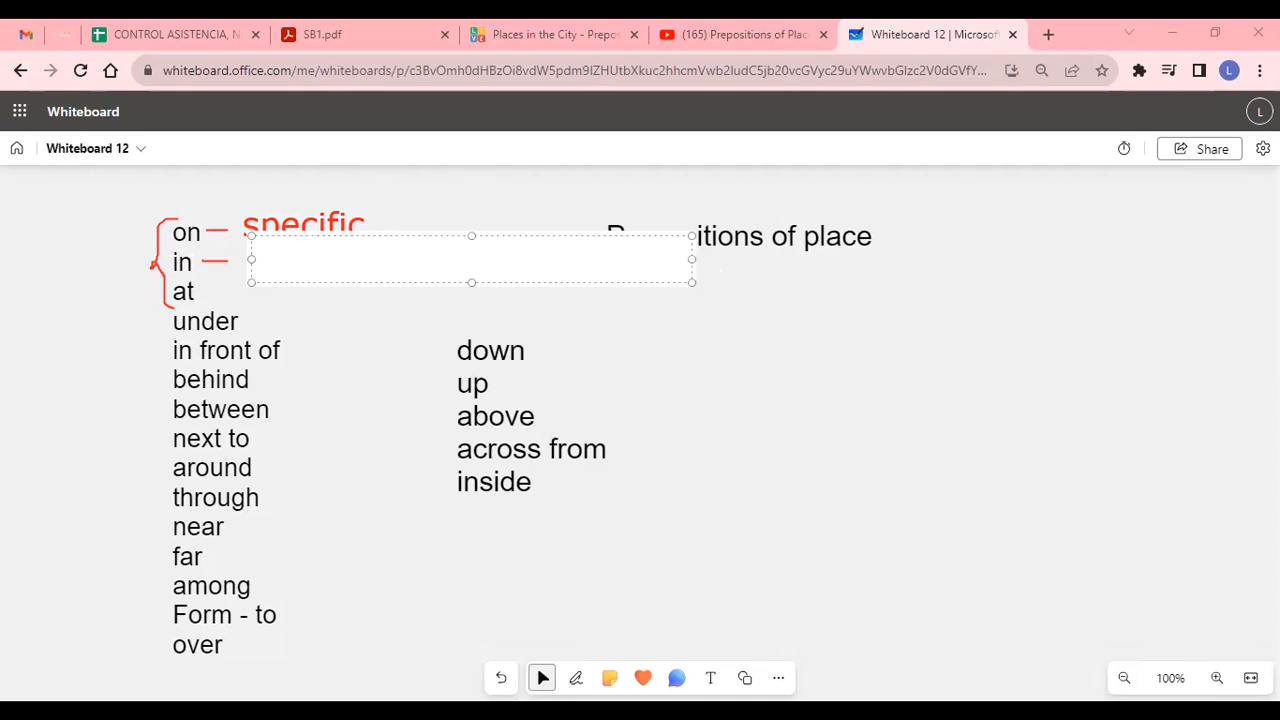 CONTROL ASISTENCIA, N
SB1.pdf
Places in the City - Prepos
(165) Prepositions of Plac
Whiteboard 12 | Microsof
Whiteboard
L
Whiteboard 12
Share
specific
on
itions of place
in
at
under
in front of
behind
between
next to
around
through
near
far
among
Form - to
over
down
up
above
across from
inside
T
100%